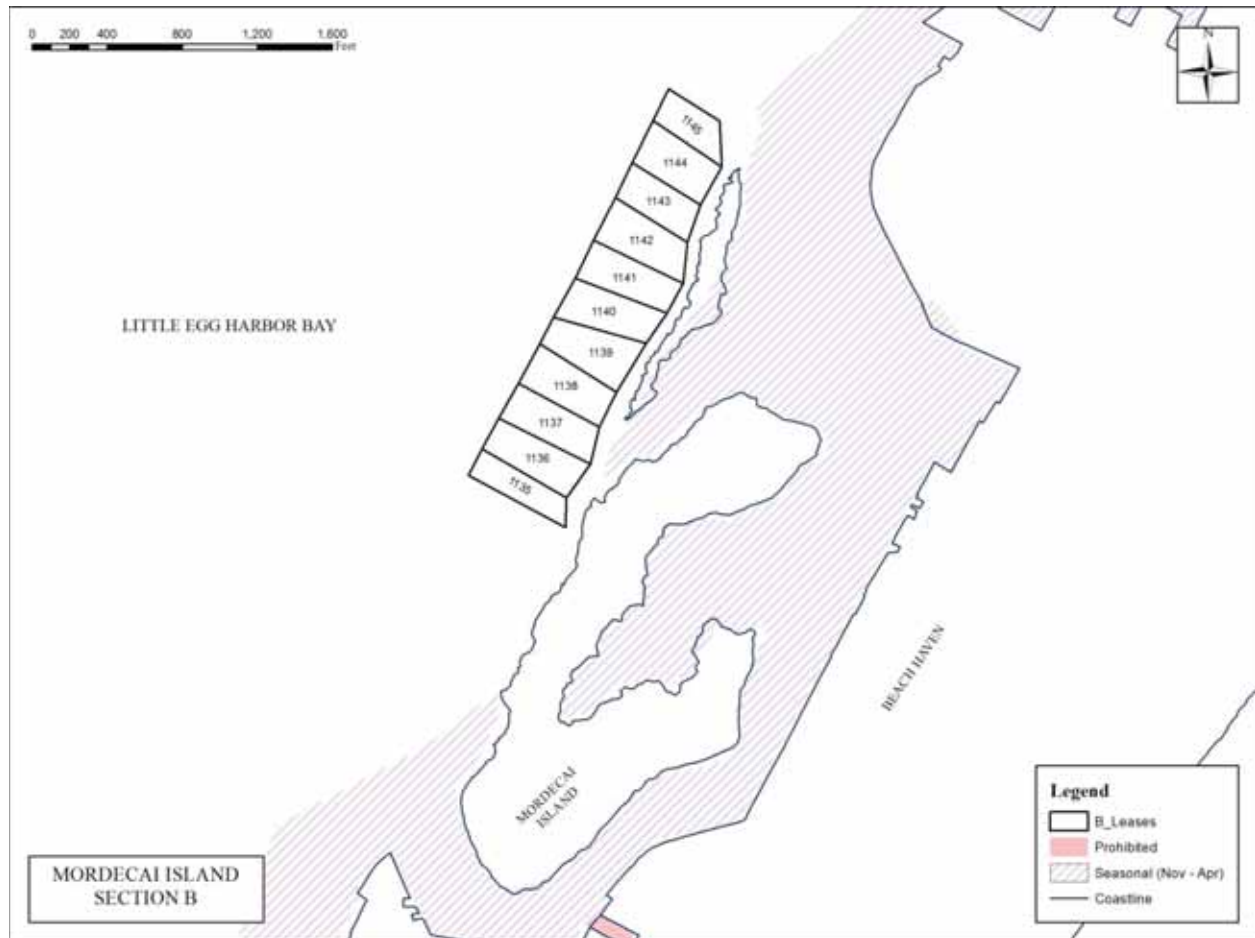 0 200 400 800 1,200 1,600
Feet
N
1145
1144
1143
1142
1141
1140
1139
1138
1137
1136
1135
LITTLE EGG HARBOR BAY
BEACH HAVEN
MORDECAI
ISLAND
MORDECAI ISLAND
SECTION B
Legend
B_Leases
Prohibited
Seasonal (Nov - Apr)
Coastline